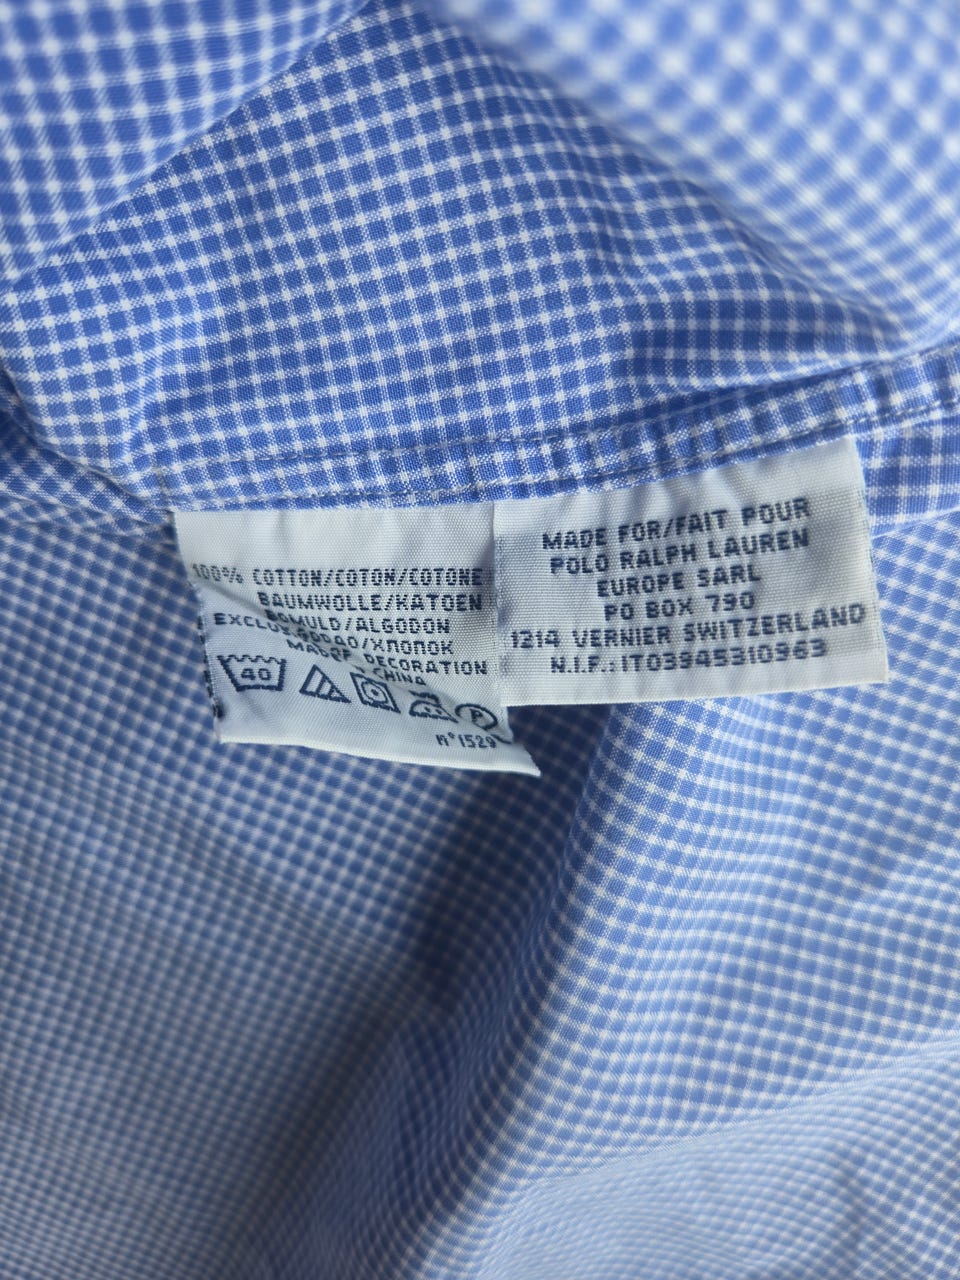 100% COTTON/COTON/COTONE
BAUMWOLLE/KATOEN
BOMULD/ALGODON
ХЛОПОК
DECORATION
CHINA
40
P
n°1529
MADE FOR/FAIT POUR
POLO RALPH LAUREN
EUROPE SARL
PO BOX 790
1214 VERNIER SWITZERLAND
N.I.F.:IT03945310963